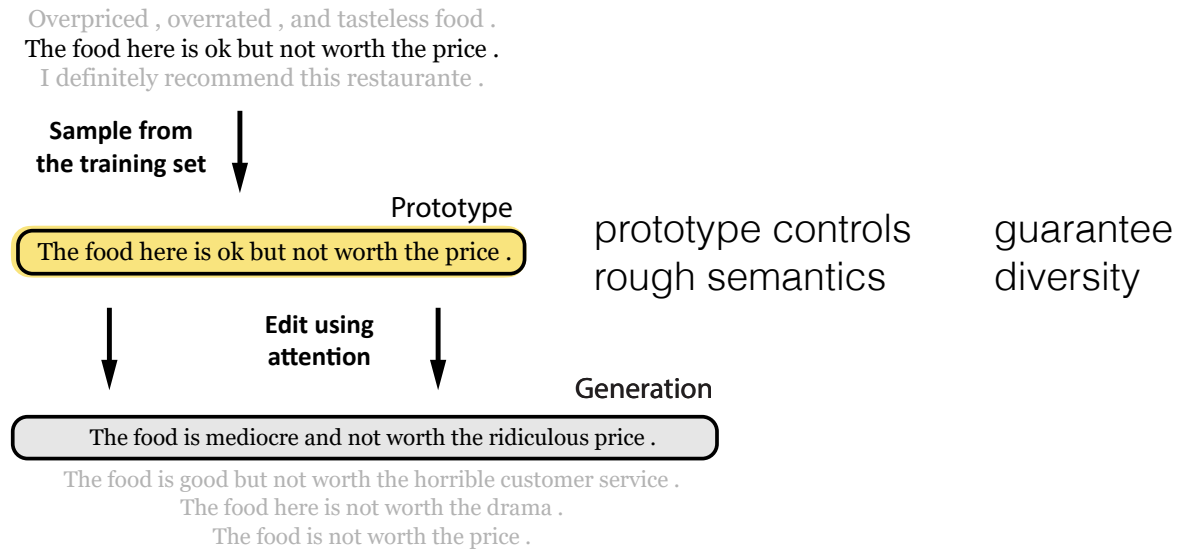 Overpriced , overrated , and tasteless food .
The food here is ok but not worth the price .
I definitely recommend this restaurante .
Sample from
the training set
Prototype
The food here is ok but not worth the price .
prototype controls
rough semantics
guarantee
diversity
Edit using
attention
Generation
The food is mediocre and not worth the ridiculous price .
The food is good but not worth the horrible customer service .
The food here is not worth the drama .
The food is not worth the price .